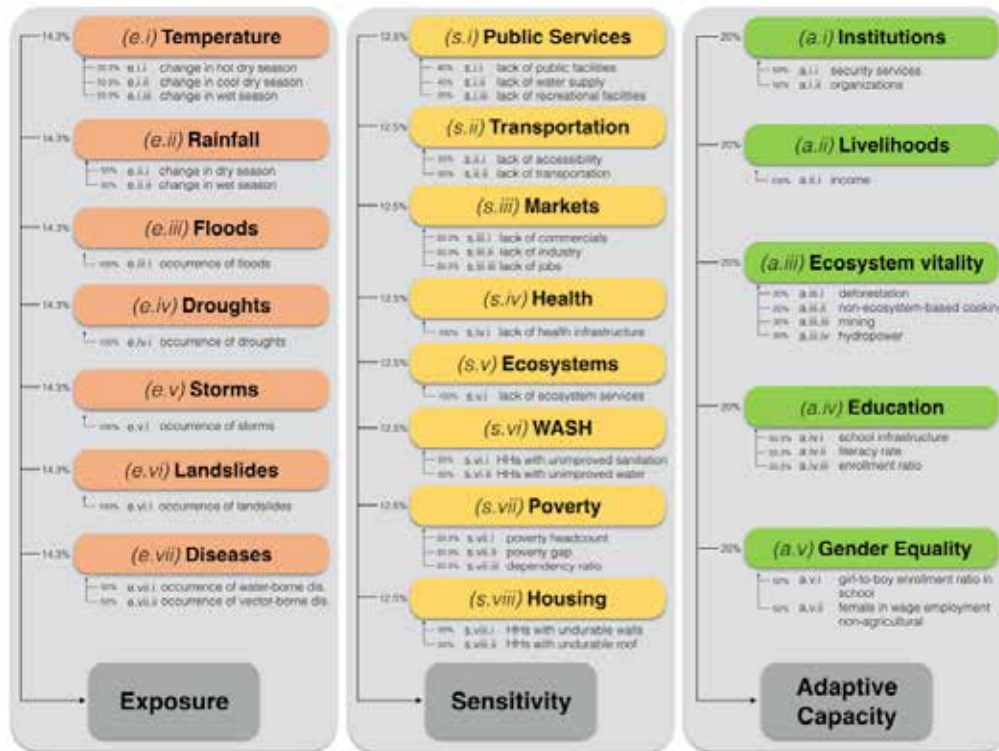 14.3%
(e.i) Temperature
33.3% e.i.i change in hot dry season
33.3% e.i.ii change in cool dry season
33.3% e.i.iii change in wet season
14.3%
(e.ii) Rainfall
50% e.ii.i change in dry season
50% e.ii.ii change in wet season
14.3%
(e.iii) Floods
100% e.iii.i occurrence of floods
14.3%
(e.iv) Droughts
100% e.iv.i occurrence of droughts
14.3%
(e.v) Storms
100% e.v.i occurrence of storms
14.3%
(e.vi) Landslides
100% e.vi.i occurrence of landslides
14.3%
(e.vii) Diseases
50% e.vii.i occurrence of water-borne dis.
50% e.vii.ii occurrence of vector-borne dis.
Exposure
12.5%
(s.i) Public Services
s.i.i lack of public facilities
s.i.ii lack of water supply
s.i.iii lack of recreational facilities
12.5%
(s.ii) Transportation
50% s.ii.i lack of accessibility
50% s.ii.ii lack of transportation
12.5%
(s.iii) Markets
33.3% s.iii.i lack of commercials
33.3% s.iii.ii lack of industry
33.3% s.iii.iii lack of jobs
12.5%
(s.iv) Health
100% s.iv.i lack of health infrastructure
12.5%
(s.v) Ecosystems
100% s.v.i lack of ecosystem services
12.5%
(s.vi) WASH
50% s.vi.i HHs with unimproved sanitation
50% s.vi.ii HHs with unimproved water
12.5%
(s.vii) Poverty
33.3% s.vii.i poverty headcount
33.3% s.vii.ii poverty gap
33.3% s.vii.iii dependency ratio
12.5%
(s.viii) Housing
50% s.viii.i HHs with undurable walls
50% s.viii.ii HHs with undurable roof
Sensitivity
20%
(a.i) Institutions
50% a.i.i security services
50% a.i.ii organizations
20%
(a.ii) Livelihoods
100% a.ii.i income
20%
(a.iii) Ecosystem vitality
a.iii.i deforestation
a.iii.ii non-ecosystem-based cooking
a.iii.iii mining
a.iii.iv hydropower
20%
(a.iv) Education
33.3% a.iv.i school infrastructure
33.3% a.iv.ii literacy rate
33.3% a.iv.iii enrollment ratio
20%
(a.v) Gender Equality
50% a.v.i girl-to-boy enrollment ratio in
school
50% a.v.ii female in wage employment
non-agricultural
Adaptive
Capacity